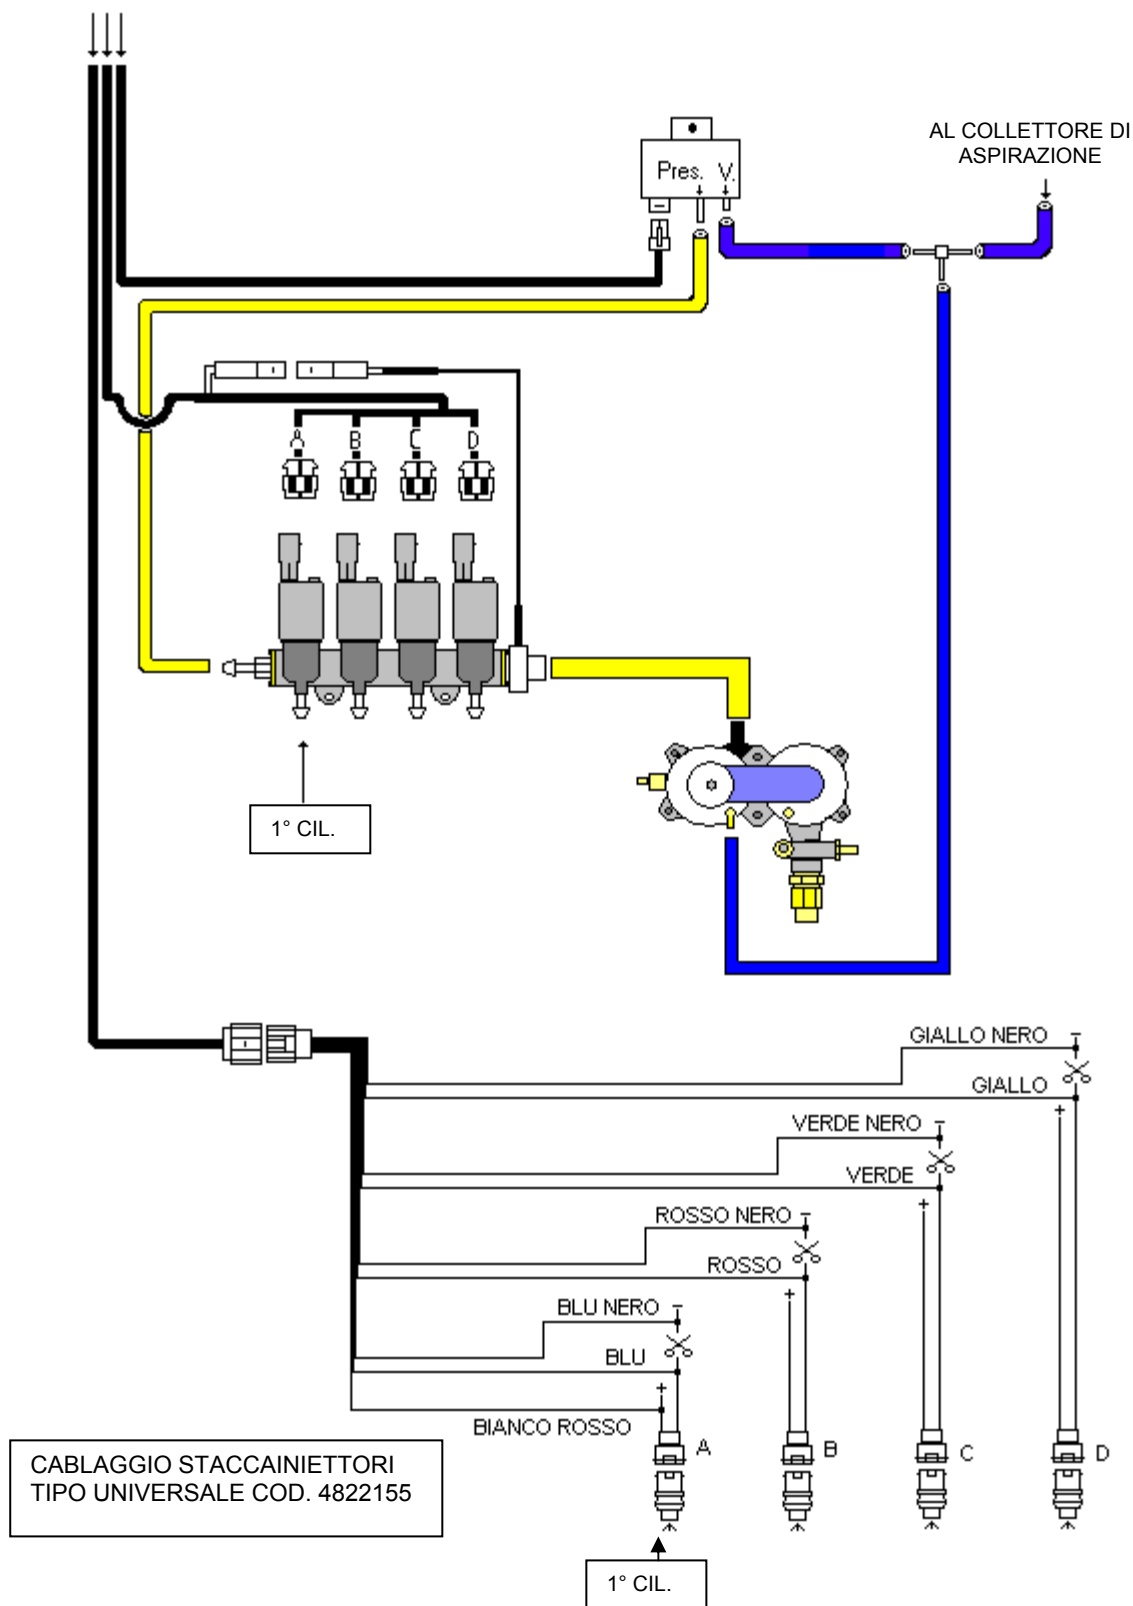 AL COLLETTORE DI
ASPIRAZIONE
Pres. V.
A B C D
1° CIL.
GIALLO NERO -
GIALLO
+
VERDE NERO -
VERDE
+
ROSSO NERO -
ROSSO
+
BLU NERO -
BLU
+
BIANCO ROSSO
A B C D
CABLAGGIO STACCAINIETTORI
TIPO UNIVERSALE COD. 4822155
1° CIL.